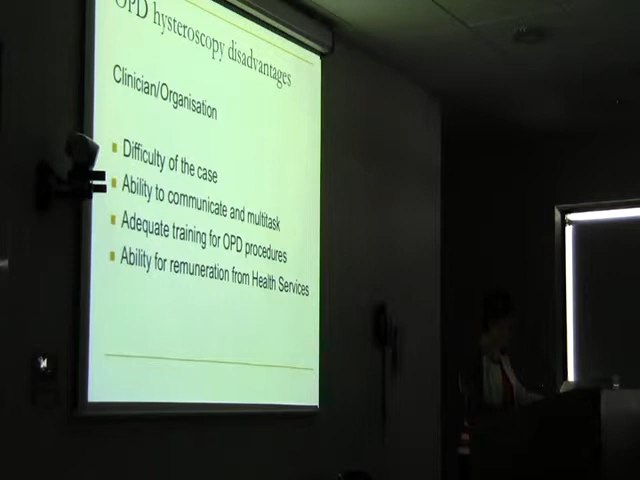 OPD hysteroscopy disadvantages
Clinician/Organisation
Difficulty of the case
Ability to communicate and multitask
Adequate training for OPD procedures
Ability for remuneration from Health Services